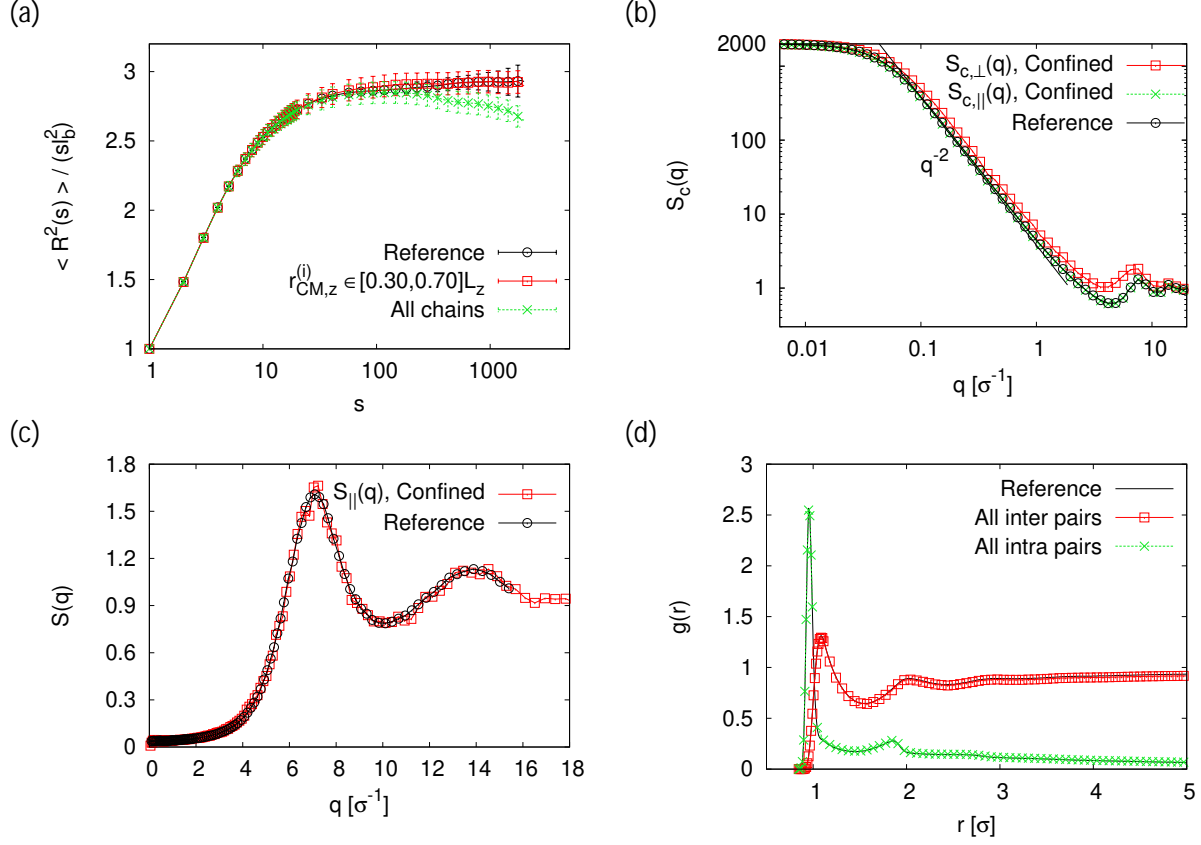 (a)
< R²(s) > / (sl_b²)
3
2.5
2
1.5
1
1 10 100 1000
s
Reference
r_{CM,z}^{(i)} ∈ [0.30,0.70]L_z
All chains
(b)
S_c(q)
2000
100
10
1
0.01 0.1 1 10
q [σ⁻¹]
S_{c,⊥}(q), Confined
S_{c,||}(q), Confined
Reference
q⁻²
(c)
S(q)
1.8
1.5
1.2
0.9
0.6
0.3
0
0 2 4 6 8 10 12 14 16 18
q [σ⁻¹]
S_{||}(q), Confined
Reference
(d)
g(r)
3
2.5
2
1.5
1
0.5
0
1 2 3 4 5
r [σ]
Reference
All inter pairs
All intra pairs